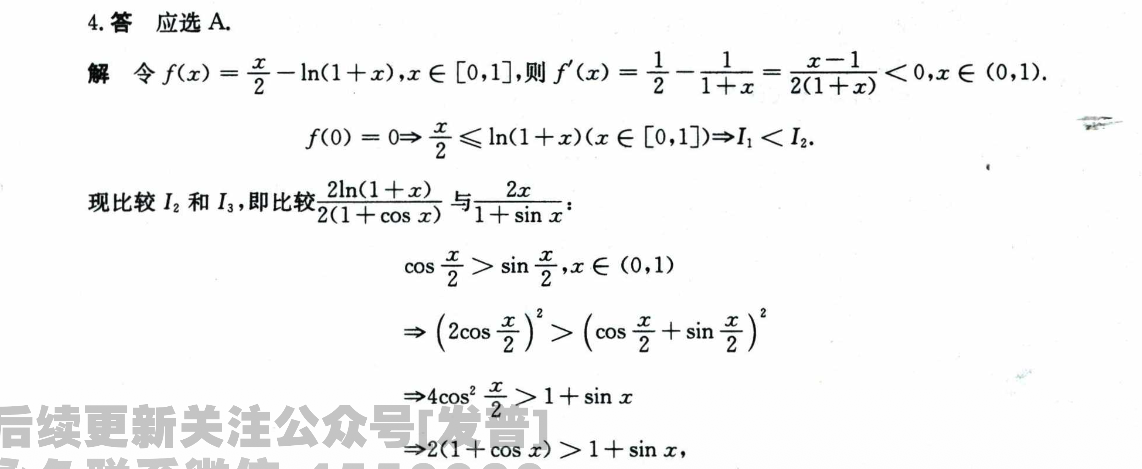 4. 答 应选 A.
解 令 f(x) = x/2 − ln(1+x), x ∈ [0,1], 则 f′(x) = 1/2 − 1/(1+x) = (x−1)/(2(1+x)) < 0, x ∈ (0,1).
f(0) = 0 ⇒ x/2 ⩽ ln(1+x)(x ∈ [0,1]) ⇒ I₁ < I₂.
现比较 I₂ 和 I₃, 即比较 2ln(1+x)/(2(1+cos x)) 与 2x/(1+sin x):
cos x/2 > sin x/2, x ∈ (0,1)
⇒ (2cos x/2)² > (cos x/2 + sin x/2)²
⇒ 4cos² x/2 > 1+sin x
后续更新关注公众号[发普]
⇒ 2(1+cos x) > 1+sin x,